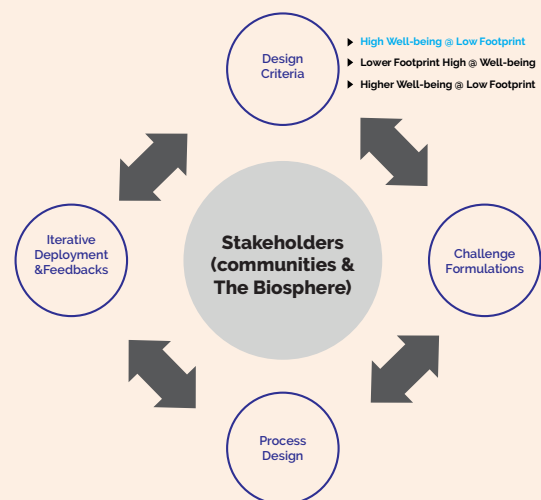 Design
Criteria
High Well-being @ Low Footprint
Lower Footprint High @ Well-being
Higher Well-being @ Low Footprint
Iterative
Deployment
&Feedbacks
Stakeholders
(communities &
The Biosphere)
Challenge
Formulations
Process
Design